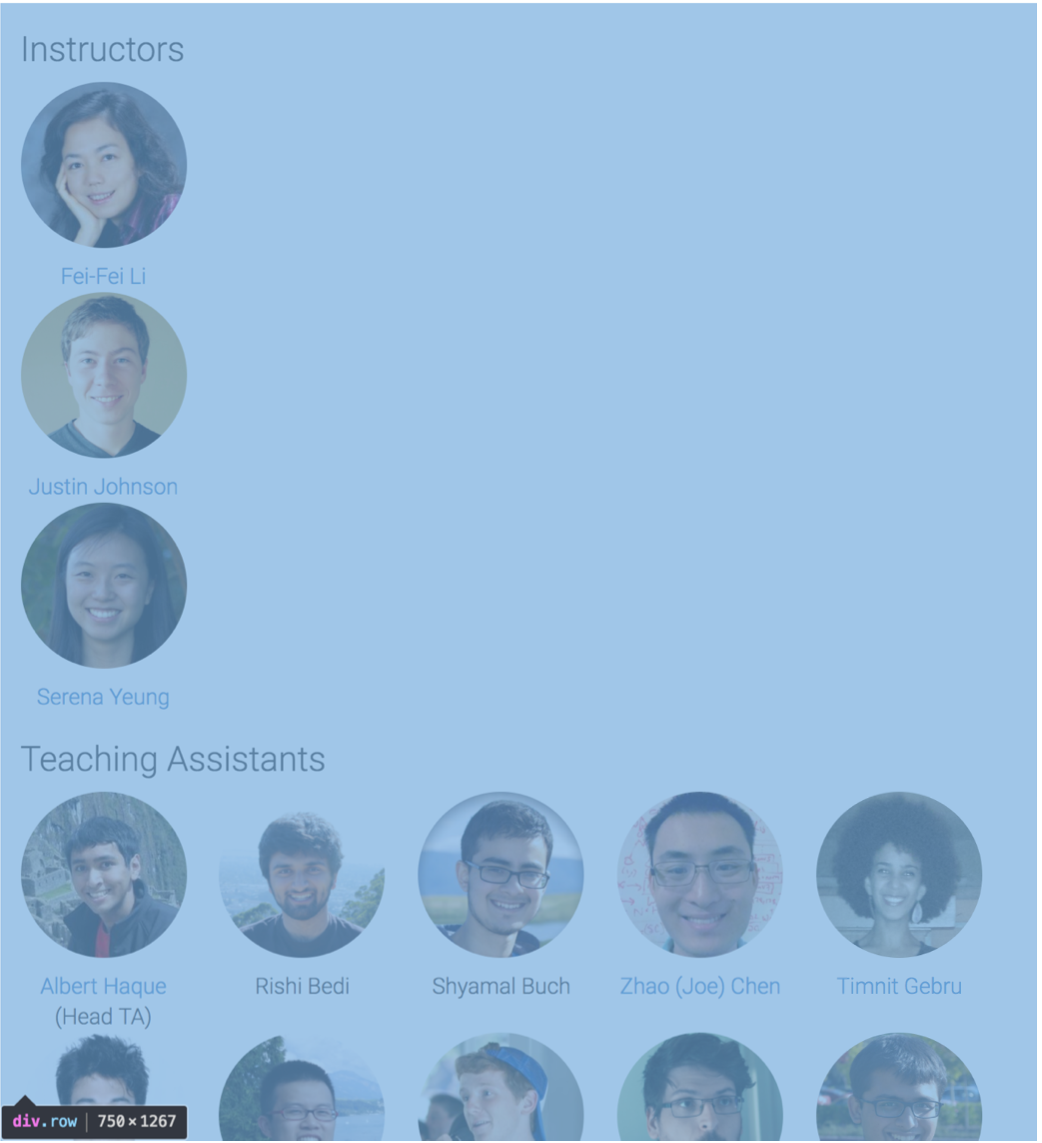 Instructors
Fei-Fei Li
Justin Johnson
Serena Yeung
Teaching Assistants
Albert Haque
(Head TA)
Rishi Bedi
Shyamal Buch
Zhao (Joe) Chen
Timnit Gebru
div.row | 750×1267